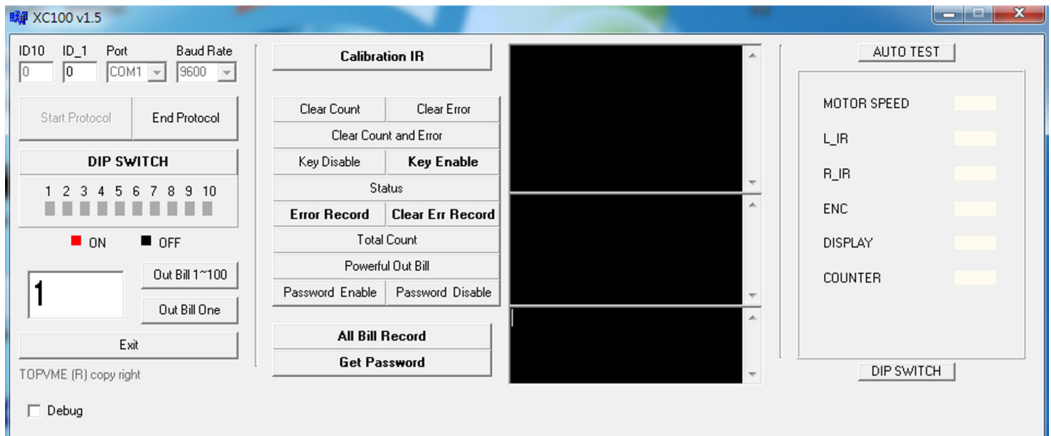 XC100 v1.5
ID10 ID_1 Port Baud Rate
0 0 COM1 9600
Start Protocol End Protocol
DIP SWITCH
1 2 3 4 5 6 7 8 9 10
ON OFF
1
Out Bill 1~100
Out Bill One
Exit
TOPVME (R) copy right
Debug
Calibration IR
Clear Count Clear Error
Clear Count and Error
Key Disable Key Enable
Status
Error Record Clear Err Record
Total Count
Powerful Out Bill
Password Enable Password Disable
All Bill Record
Get Password
AUTO TEST
MOTOR SPEED
L_IR
R_IR
ENC
DISPLAY
COUNTER
DIP SWITCH